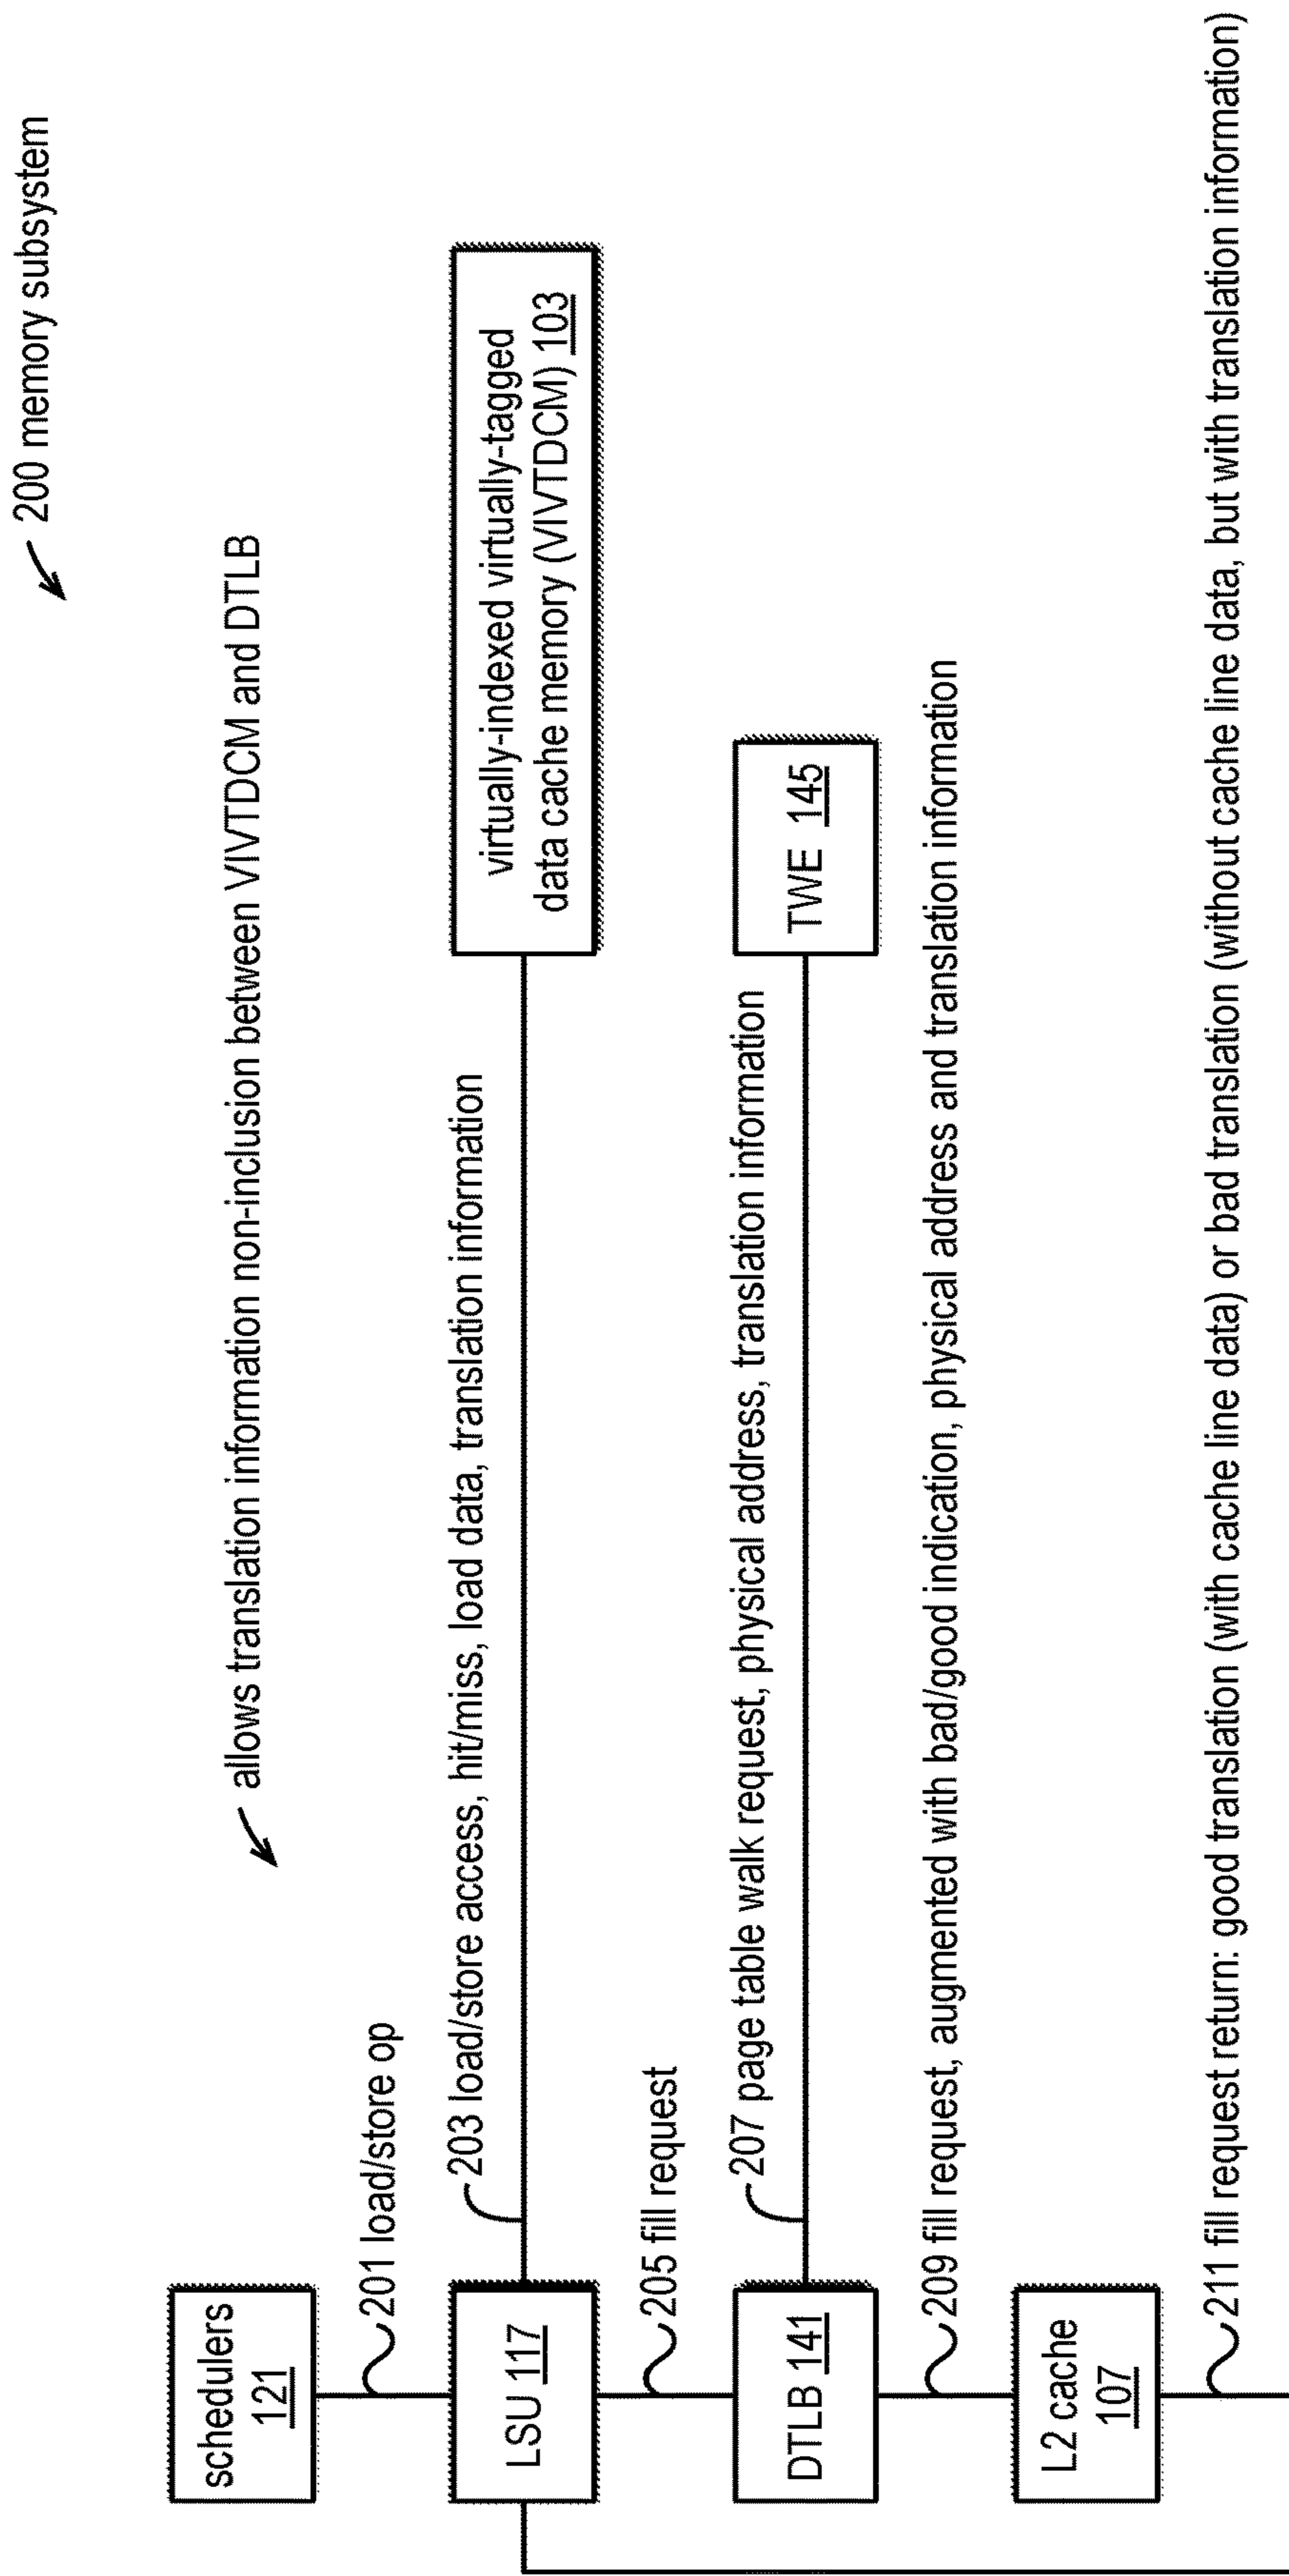 200 memory subsystem
allows translation information non-inclusion between VIVTDCM and DTLB
schedulers
121
201 load/store op
LSU 117
203 load/store access, hit/miss, load data, translation information
virtually-indexed virtually-tagged
data cache memory (VIVTDCM) 103
205 fill request
DTLB 141
207 page table walk request, physical address, translation information
TWE 145
209 fill request, augmented with bad/good indication, physical address and translation information
L2 cache
107
211 fill request return: good translation (with cache line data) or bad translation (without cache line data, but with translation information)